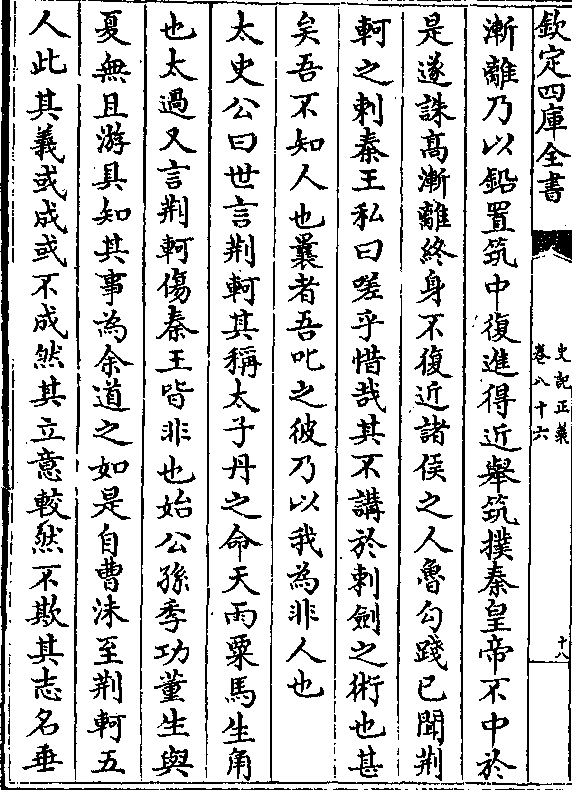 欽定四庫全書
史記正義
卷八十六
十八
漸離乃以鉛置筑中復進得近舉筑撲秦皇帝不中於
是遂誅髙漸離終身不復近諸侯之人魯勾踐已聞荆
軻之刺秦王私曰嗟乎惜哉其不講於刺劍之術也甚
矣吾不知人也曩者吾叱之彼乃以我為非人也
太史公曰世言荆軻其稱太子丹之命天雨粟馬生角
也太過又言荆軻傷秦王皆非也始公孫季功董生與
夏無且游具知其事為余道之如是自曹沬至荆軻五
人此其義或成或不成然其立意較然不欺其志名垂